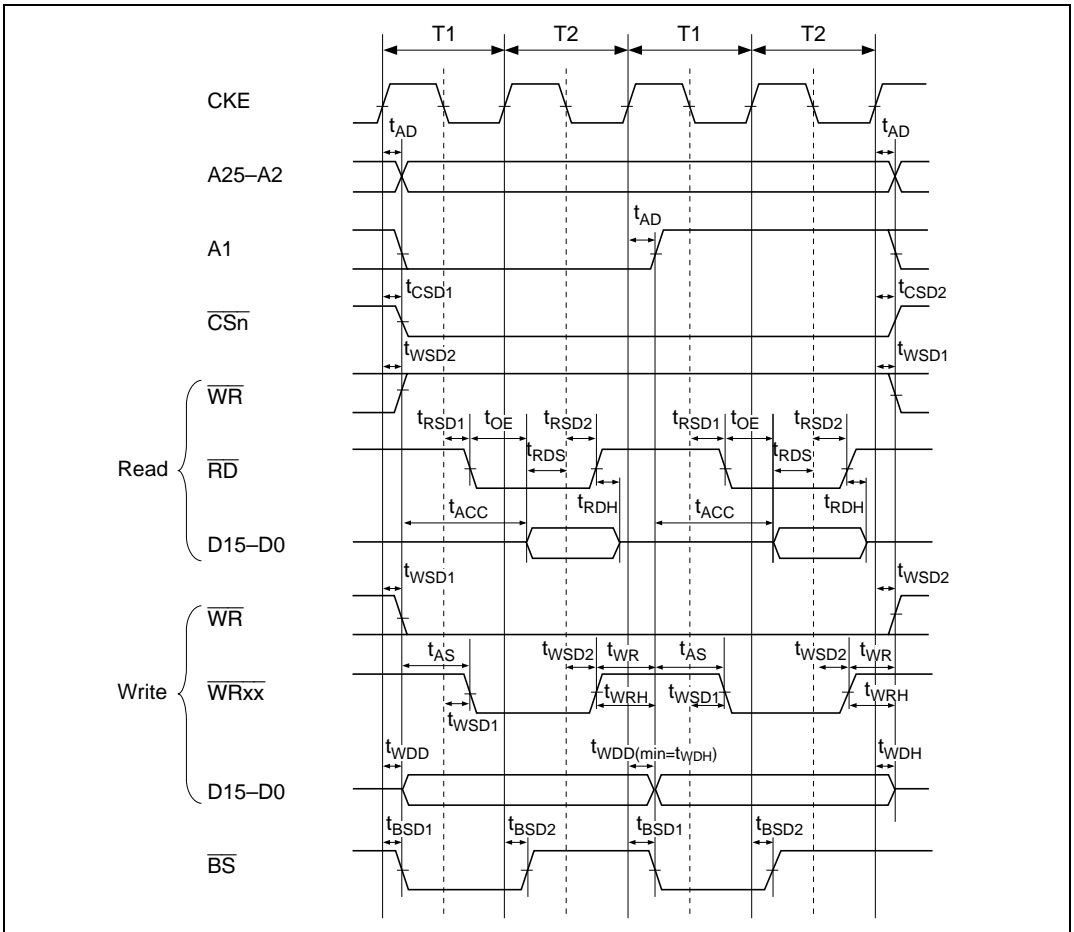 T1 T2 T1 T2
CKE
tAD tAD
A25–A2
tAD
A1
tCSD1 tCSD2
CSn
tWSD2 tWSD1
WR
tRSD1 tOE tRSD2 tRSD1 tOE tRSD2
Read RD
tRDS tRDS
tRDH tRDH
tACC tACC
D15–D0
tWSD1 tWSD2
WR
tAS tWSD2 tWR tAS tWSD2 tWR
Write WRxx
tWSD1 tWRH tWSD1 tWRH
tWDD tWDD(min=tWDH) tWDH
D15–D0
tBSD1 tBSD2 tBSD1 tBSD2
BS